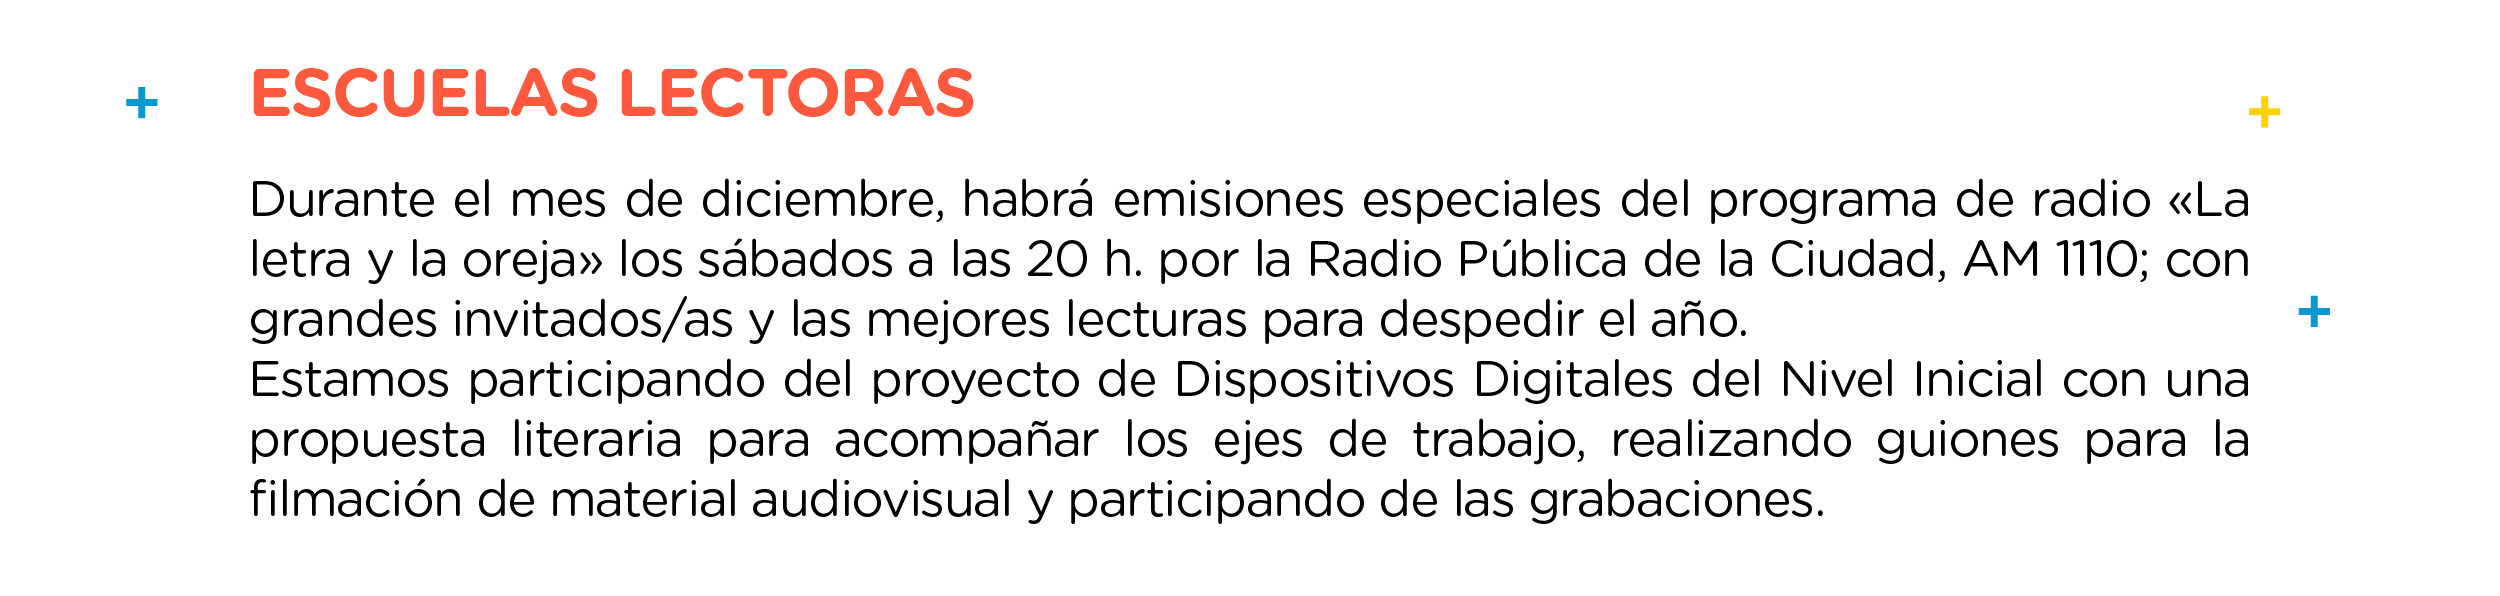 ESCUELAS LECTORAS
Durante el mes de diciembre, habrá emisiones especiales del programa de radio «La
letra y la oreja» los sábados a las 20 h. por la Radio Pública de la Ciudad, AM 1110; con
grandes invitados/as y las mejores lecturas para despedir el año.
Estamos participando del proyecto de Dispositivos Digitales del Nivel Inicial con una
propuesta literaria para acompañar los ejes de trabajo, realizando guiones para la
filmación de material audiovisual y participando de las grabaciones.